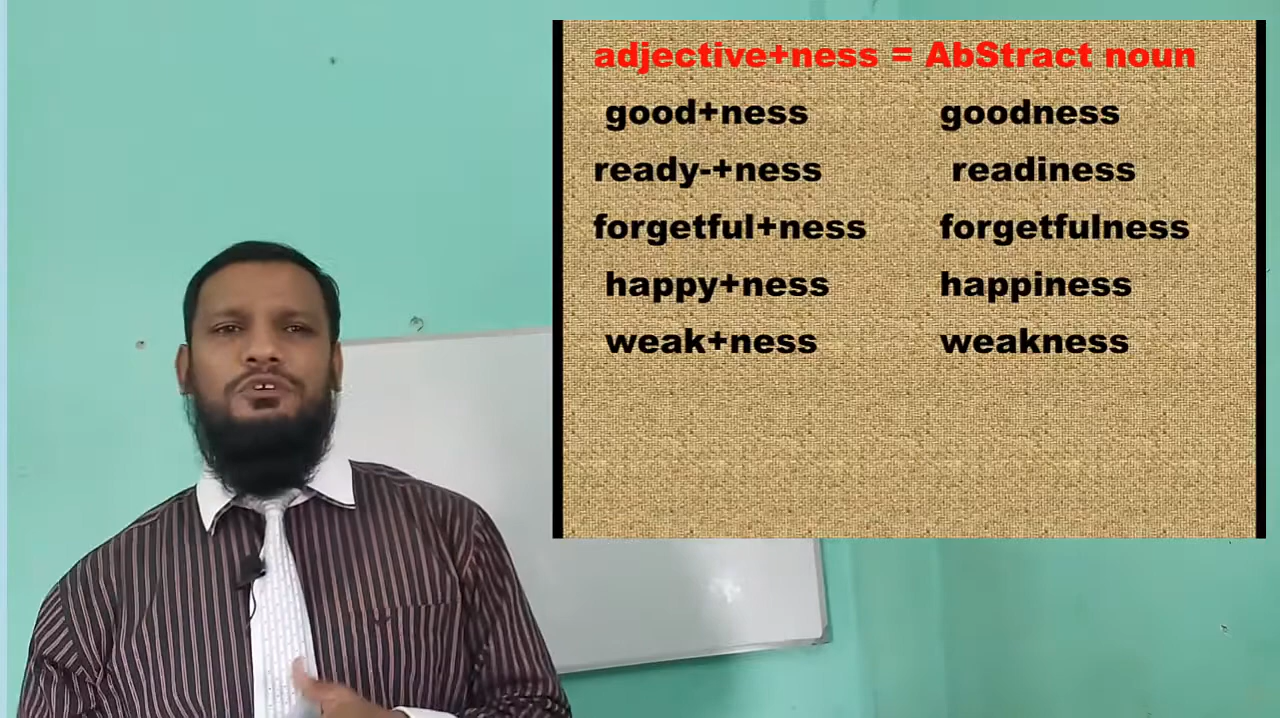 adjective+ness = AbStract noun
good+ness goodness
ready-+ness readiness
forgetful+ness forgetfulness
happy+ness happiness
weak+ness weakness